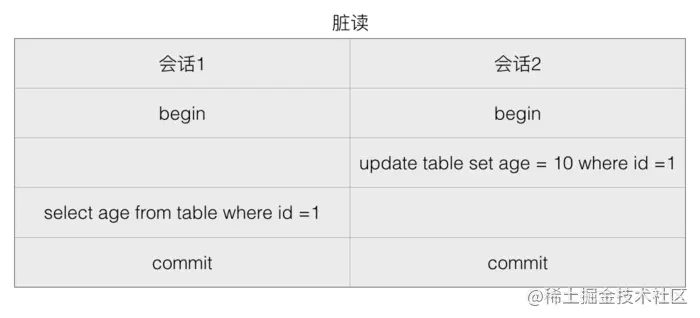 脏读
会话1 会话2
begin begin
update table set age = 10 where id =1
select age from table where id =1
commit commit
@稀土掘金技术社区